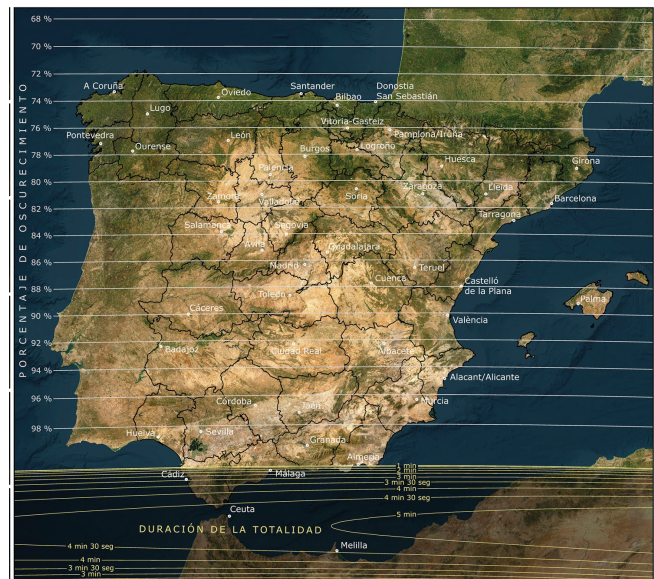 PORCENTAJE DE OSCURECIMIENTO
68 %
70 %
72 %
74 %
76 %
78 %
80 %
82 %
84 %
86 %
88 %
90 %
92 %
94 %
96 %
98 %
A Coruña
Oviedo
Santander
Donostia
San Sebastián
Bilbao
Lugo
Vitoria-Gasteiz
Pontevedra
León
Pamplona/Iruña
Ourense
Burgos
Logroño
Huesca
Girona
Palencia
Zamora
Valladolid
Soria
Zaragoza
Lleida
Barcelona
Tarragona
Salamanca
Segovia
Ávila
Guadalajara
Madrid
Teruel
Cuenca
Castelló
de la Plana
Toledo
Palma
Cáceres
València
Badajoz
Ciudad Real
Albacete
Alacant/Alicante
Córdoba
Jaén
Murcia
Huelva
Sevilla
Granada
Almería
Cádiz
Málaga
1 min
2 min
3 min
3 min 30 seg
4 min
4 min 30 seg
5 min
Ceuta
DURACIÓN DE LA TOTALIDAD
Melilla
4 min 30 seg
4 min
3 min 30 seg
3 min